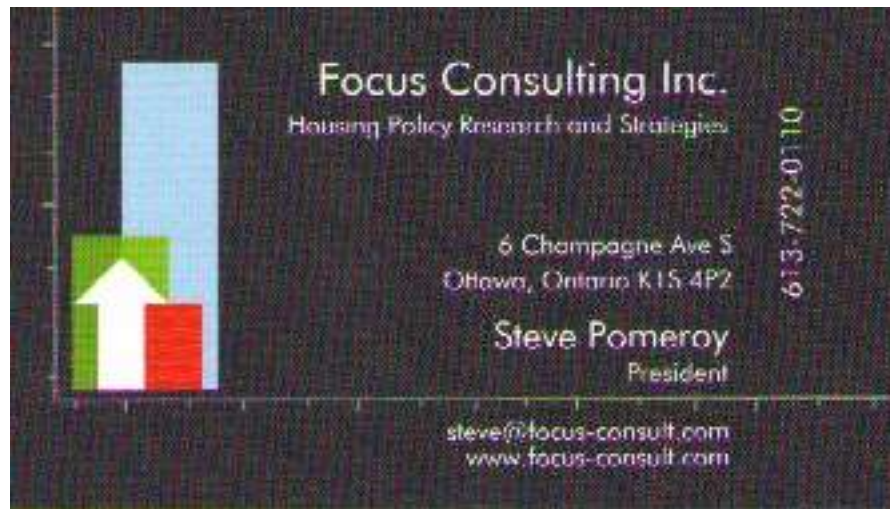 Focus Consulting Inc.
Housing Policy Research and Strategies
613-722-0110
6 Champagne Ave S
Ottawa, Ontario K1S 4P2
Steve Pomeroy
President
steve@focus-consult.com
www.focus-consult.com